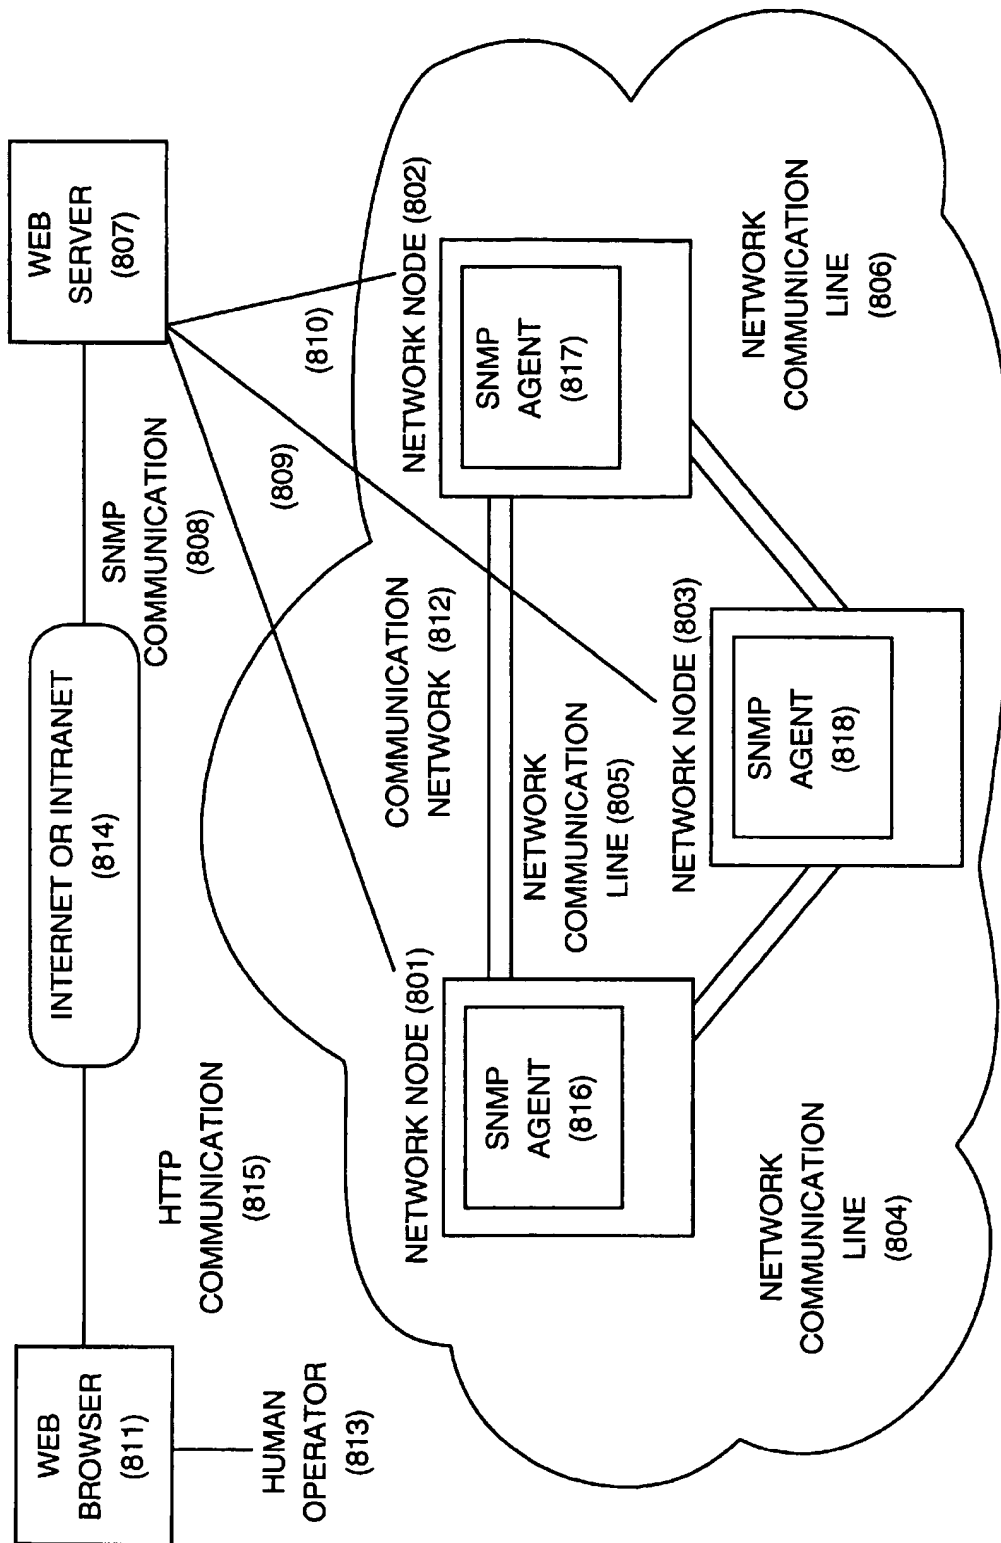 WEB
BROWSER
(811)
INTERNET OR INTRANET
(814)
WEB
SERVER
(807)
HUMAN
OPERATOR
(813)
HTTP
COMMUNICATION
(815)
SNMP
COMMUNICATION
(808)
(809)
(810)
COMMUNICATION
NETWORK (812)
NETWORK NODE (801)
SNMP
AGENT
(816)
NETWORK NODE (802)
SNMP
AGENT
(817)
NETWORK
COMMUNICATION
LINE (805)
NETWORK NODE (803)
SNMP
AGENT
(818)
NETWORK
COMMUNICATION
LINE
(804)
NETWORK
COMMUNICATION
LINE
(806)